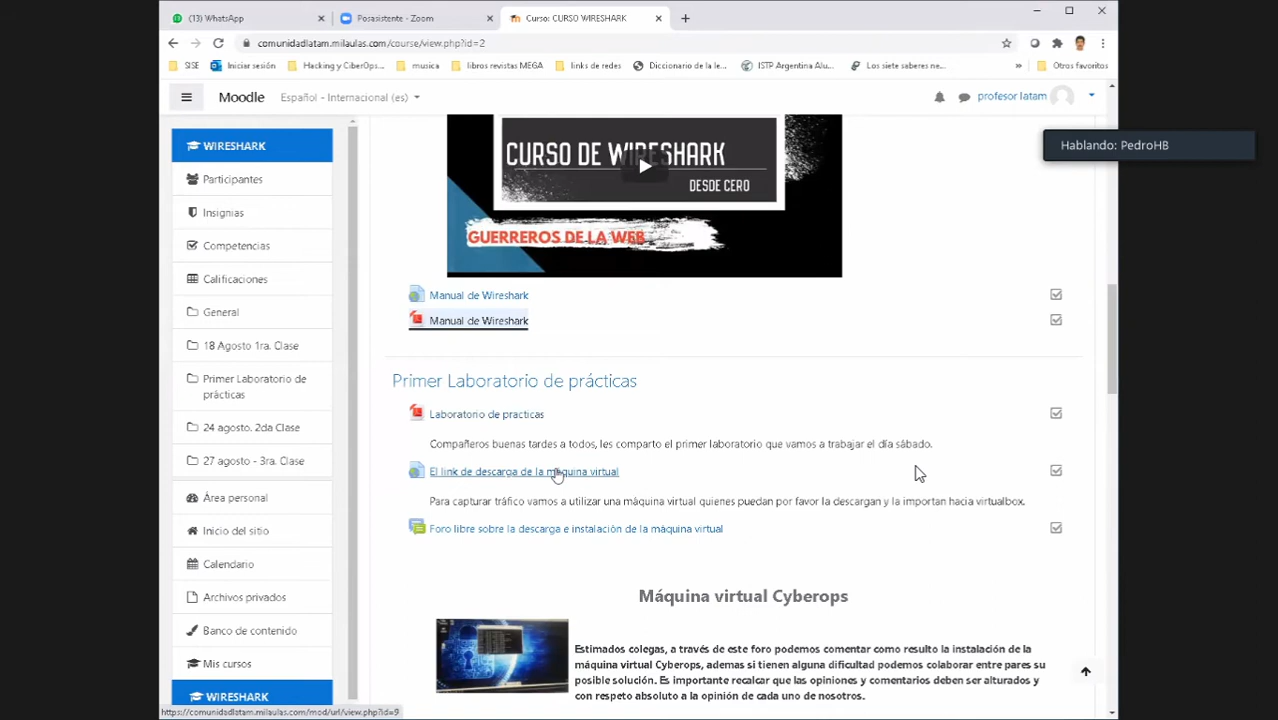 (13) WhatsApp
Posasistente - Zoom
Curso: CURSO WIRESHARK
comunidadlatam.milaulas.com/course/view.php?id=2
SISE
Iniciar sesión
Hacking y CiberOps...
musica
libros revistas MEGA
links de redes
Diccionario de la le...
ISTP Argentina Alu...
Los siete saberes ne...
»
Otros favoritos
Moodle
Español - Internacional (es)
profesor latam
Hablando: PedroHB
WIRESHARK
Participantes
Insignias
Competencias
Calificaciones
General
18 Agosto 1ra. Clase
Primer Laboratorio de
prácticas
24 agosto. 2da Clase
27 agosto - 3ra. Clase
Área personal
Inicio del sitio
Calendario
Archivos privados
Banco de contenido
Mis cursos
WIRESHARK
CURSO DE WIRESHARK
DESDE CERO
GUERREROS DE LA WEB
Manual de Wireshark
Manual de Wireshark
Primer Laboratorio de prácticas
Laboratorio de practicas
Compañeros buenas tardes a todos, les comparto el primer laboratorio que vamos a trabajar el día sábado.
El link de descarga de la máquina virtual
Para capturar tráfico vamos a utilizar una máquina virtual quienes puedan por favor la descargan y la importan hacia virtualbox.
Foro libre sobre la descarga e instalación de la máquina virtual
Máquina virtual Cyberops
Estimados colegas, a través de este foro podemos comentar como resulto la instalación de la
máquina virtual Cyberops, ademas si tienen alguna dificultad podemos colaborar entre pares su
posible solución. Es importante recalcar que las opiniones y comentarios deben ser alturados y
con respeto absoluto a la opinión de cada uno de nosotros.
https://comunidadlatam.milaulas.com/mod/url/view.php?id=9